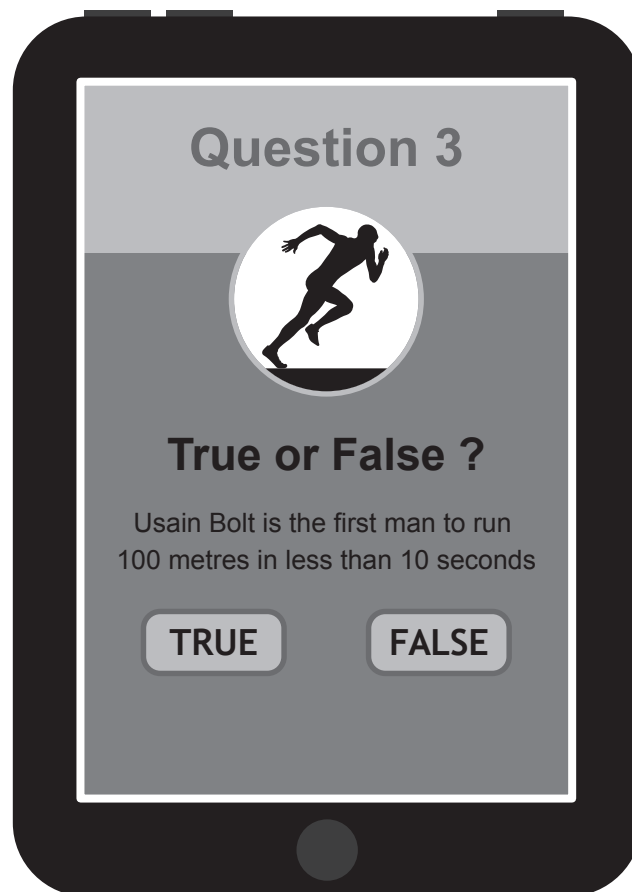 Question 3
True or False ?
Usain Bolt is the first man to run
100 metres in less than 10 seconds
TRUE FALSE